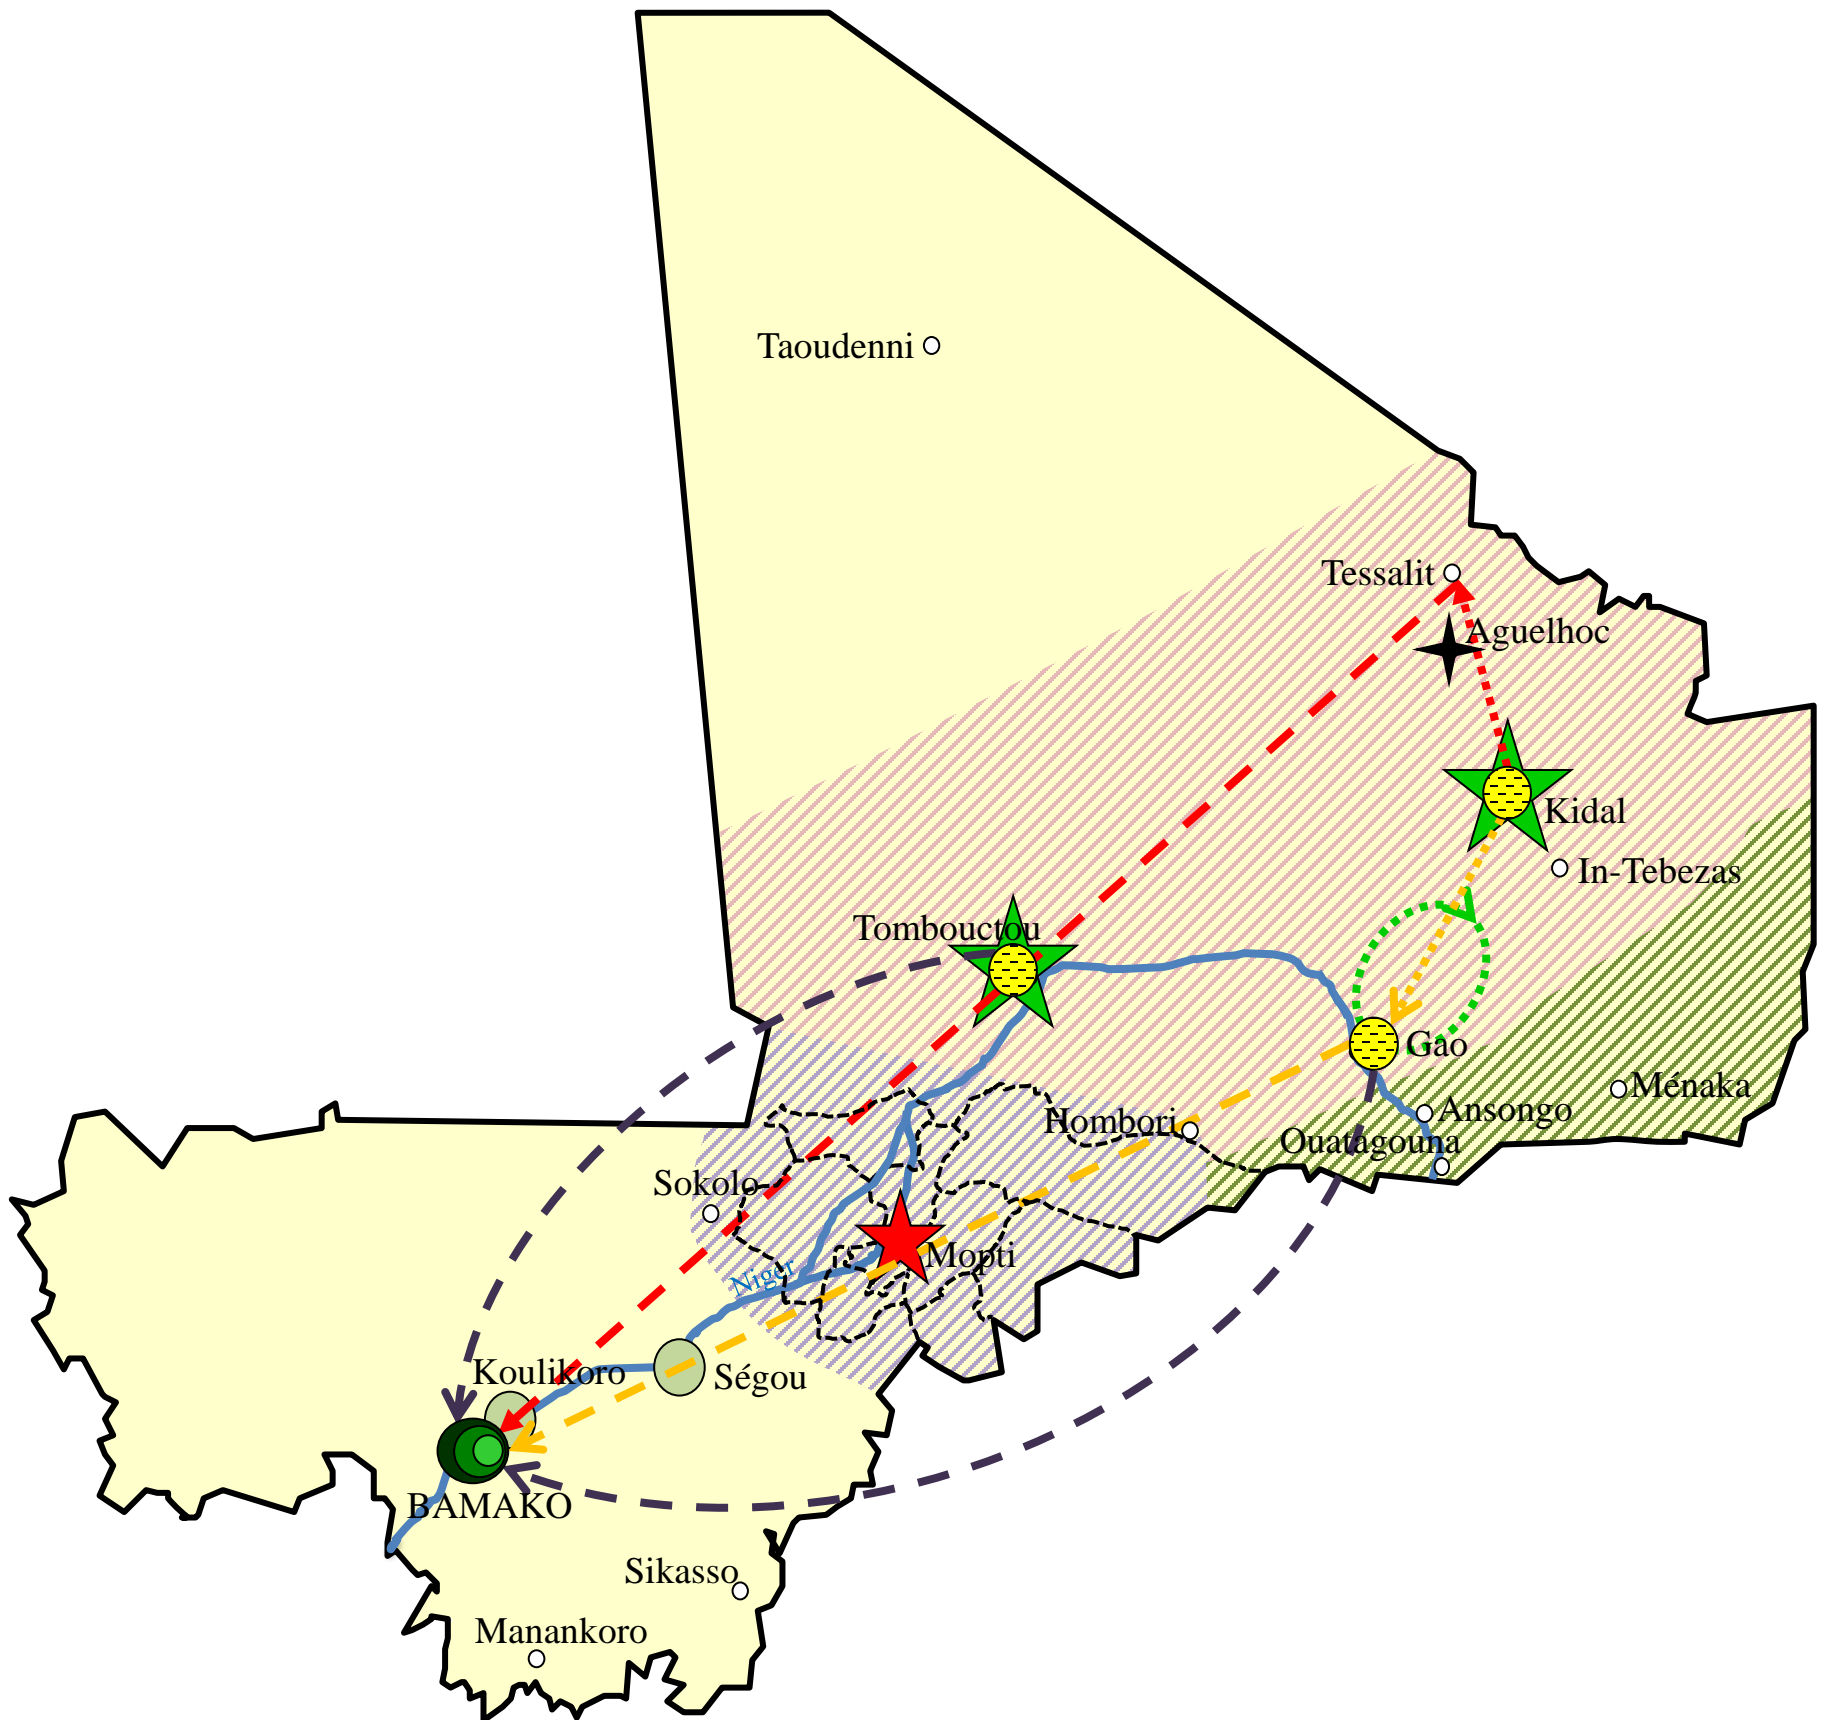 Taoudenni
Tessalit
Aguelhoc
Kidal
In-Tebezas
Tombouctou
Gao
Ménaka
Ansongo
Hombori
Ouatagouna
Sokolo
Mopti
Niger
Koulikoro
Ségou
BAMAKO
Sikasso
Manankoro